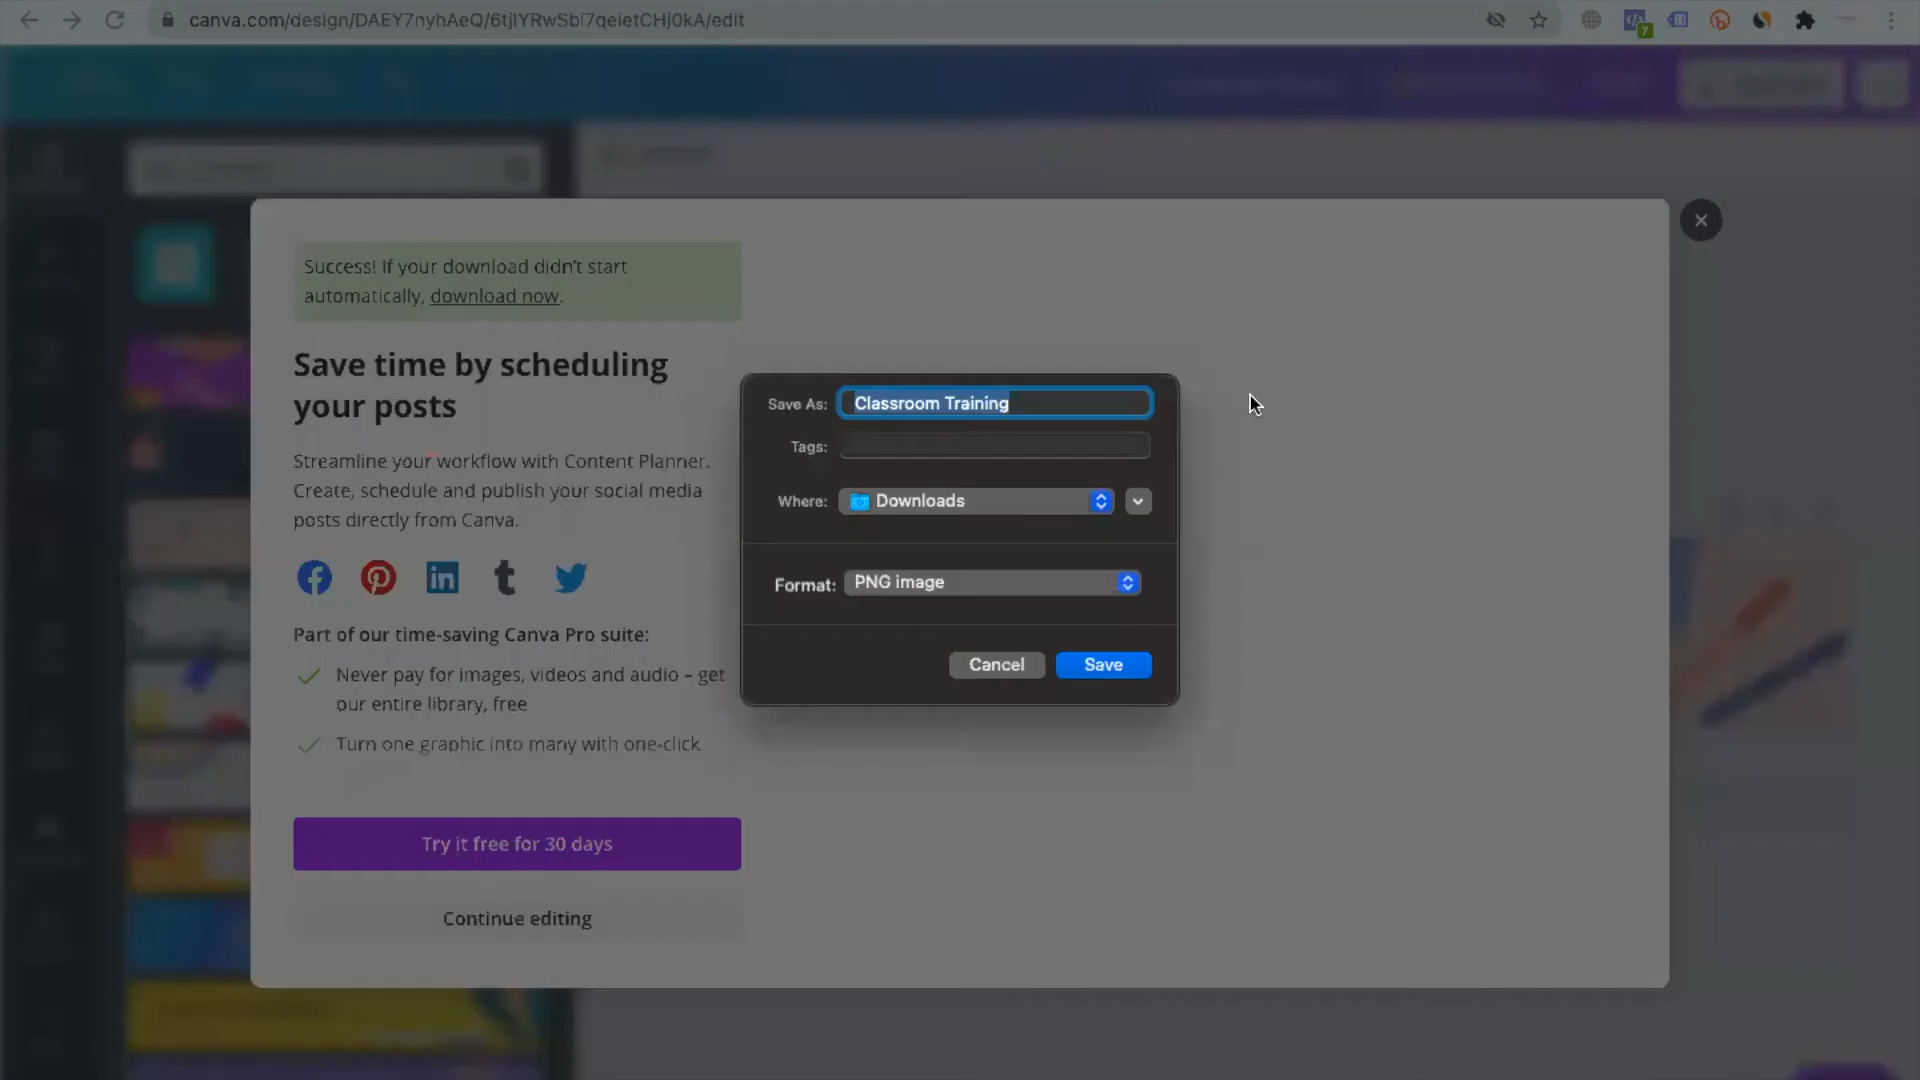 canva.com/design/DAEY7nyhAeQ/6tjlYRwSbi7qeietCHj0kA/edit
7
Success! If your download didn't start
automatically, download now.
Save time by scheduling
your posts
Streamline your workflow with Content Planner.
Create, schedule and publish your social media
posts directly from Canva.
Part of our time-saving Canva Pro suite:
Never pay for images, videos and audio – get
our entire library, free
Turn one graphic into many with one-click
Try it free for 30 days
Continue editing
Save As: Classroom Training
Tags:
Where: Downloads
Format: PNG image
Cancel Save